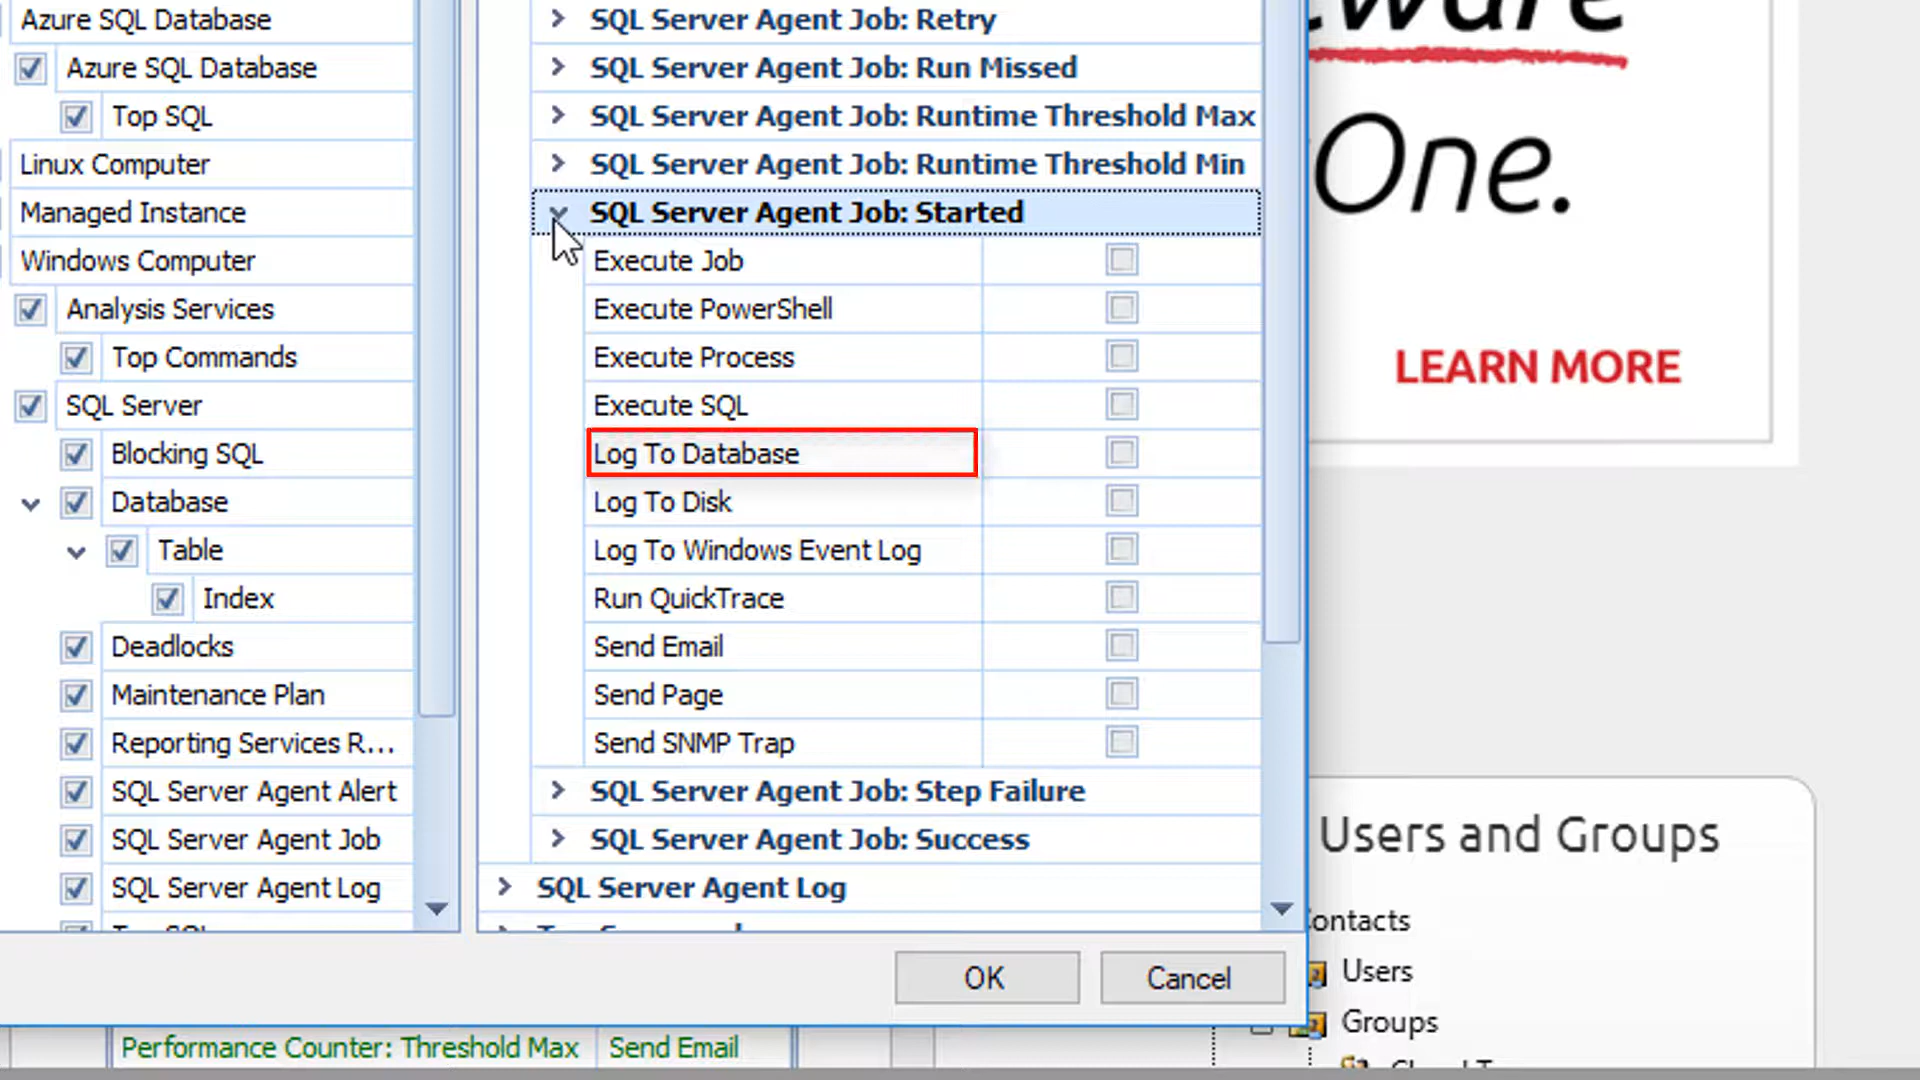 Azure SQL Database
Azure SQL Database
Top SQL
Linux Computer
Managed Instance
Windows Computer
Analysis Services
Top Commands
SQL Server
Blocking SQL
Database
Table
Index
Deadlocks
Maintenance Plan
Reporting Services R...
SQL Server Agent Alert
SQL Server Agent Job
SQL Server Agent Log
SQL Server Agent Job: Retry
SQL Server Agent Job: Run Missed
SQL Server Agent Job: Runtime Threshold Max
SQL Server Agent Job: Runtime Threshold Min
SQL Server Agent Job: Started
Execute Job
Execute PowerShell
Execute Process
Execute SQL
Log To Database
Log To Disk
Log To Windows Event Log
Run QuickTrace
Send Email
Send Page
Send SNMP Trap
SQL Server Agent Job: Step Failure
SQL Server Agent Job: Success
SQL Server Agent Log
OK
Cancel
Performance Counter: Threshold Max
Send Email
One.
LEARN MORE
Users and Groups
ontacts
Users
Groups